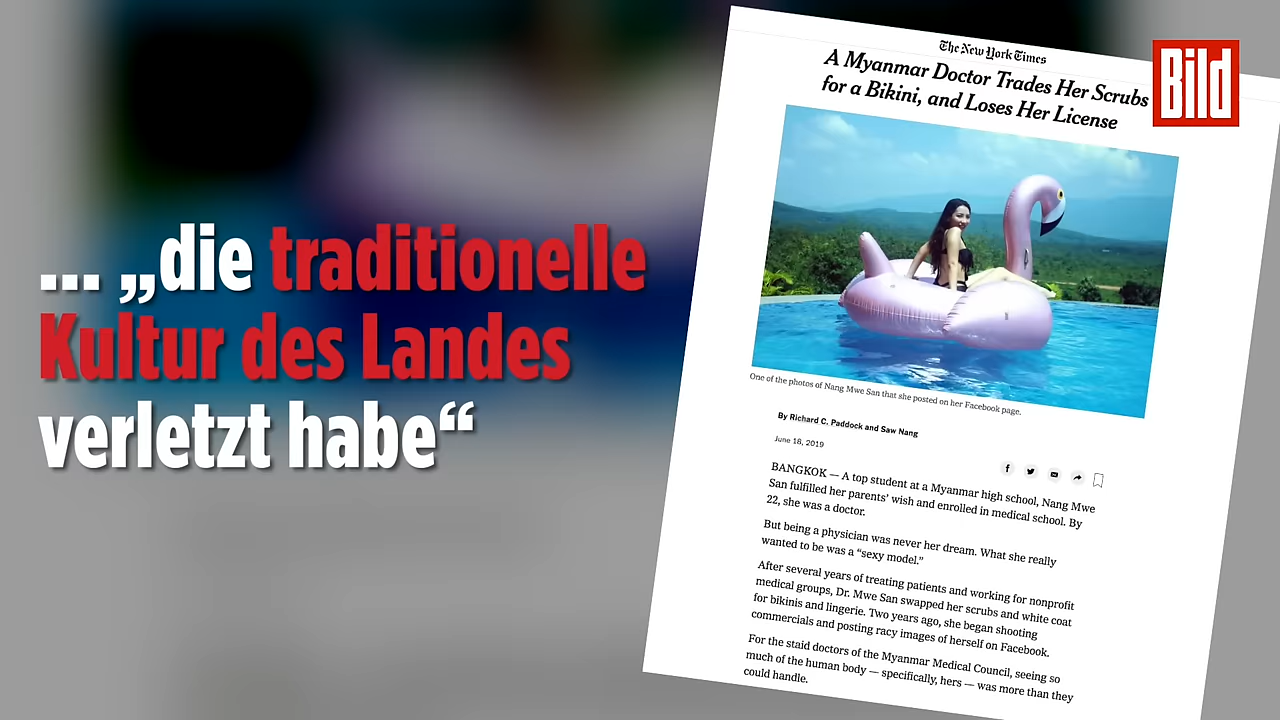 ... „die traditionelle
Kultur des Landes
verletzt habe“
Bild
The New York Times
A Myanmar Doctor Trades Her Scrubs
for a Bikini, and Loses Her License
One of the photos of Nang Mwe San that she posted on her Facebook page.
By Richard C. Paddock and Saw Nang
June 18, 2019
BANGKOK — A top student at a Myanmar high school, Nang Mwe
San fulfilled her parents’ wish and enrolled in medical school. By
22, she was a doctor.
But being a physician was never her dream. What she really
wanted to be was a “sexy model.”
After several years of treating patients and working for nonprofit
medical groups, Dr. Mwe San swapped her scrubs and white coat
for bikinis and lingerie. Two years ago, she began shooting
commercials and posting racy images of herself on Facebook.
For the staid doctors of the Myanmar Medical Council, seeing so
much of the human body — specifically, hers — was more than they
could handle.